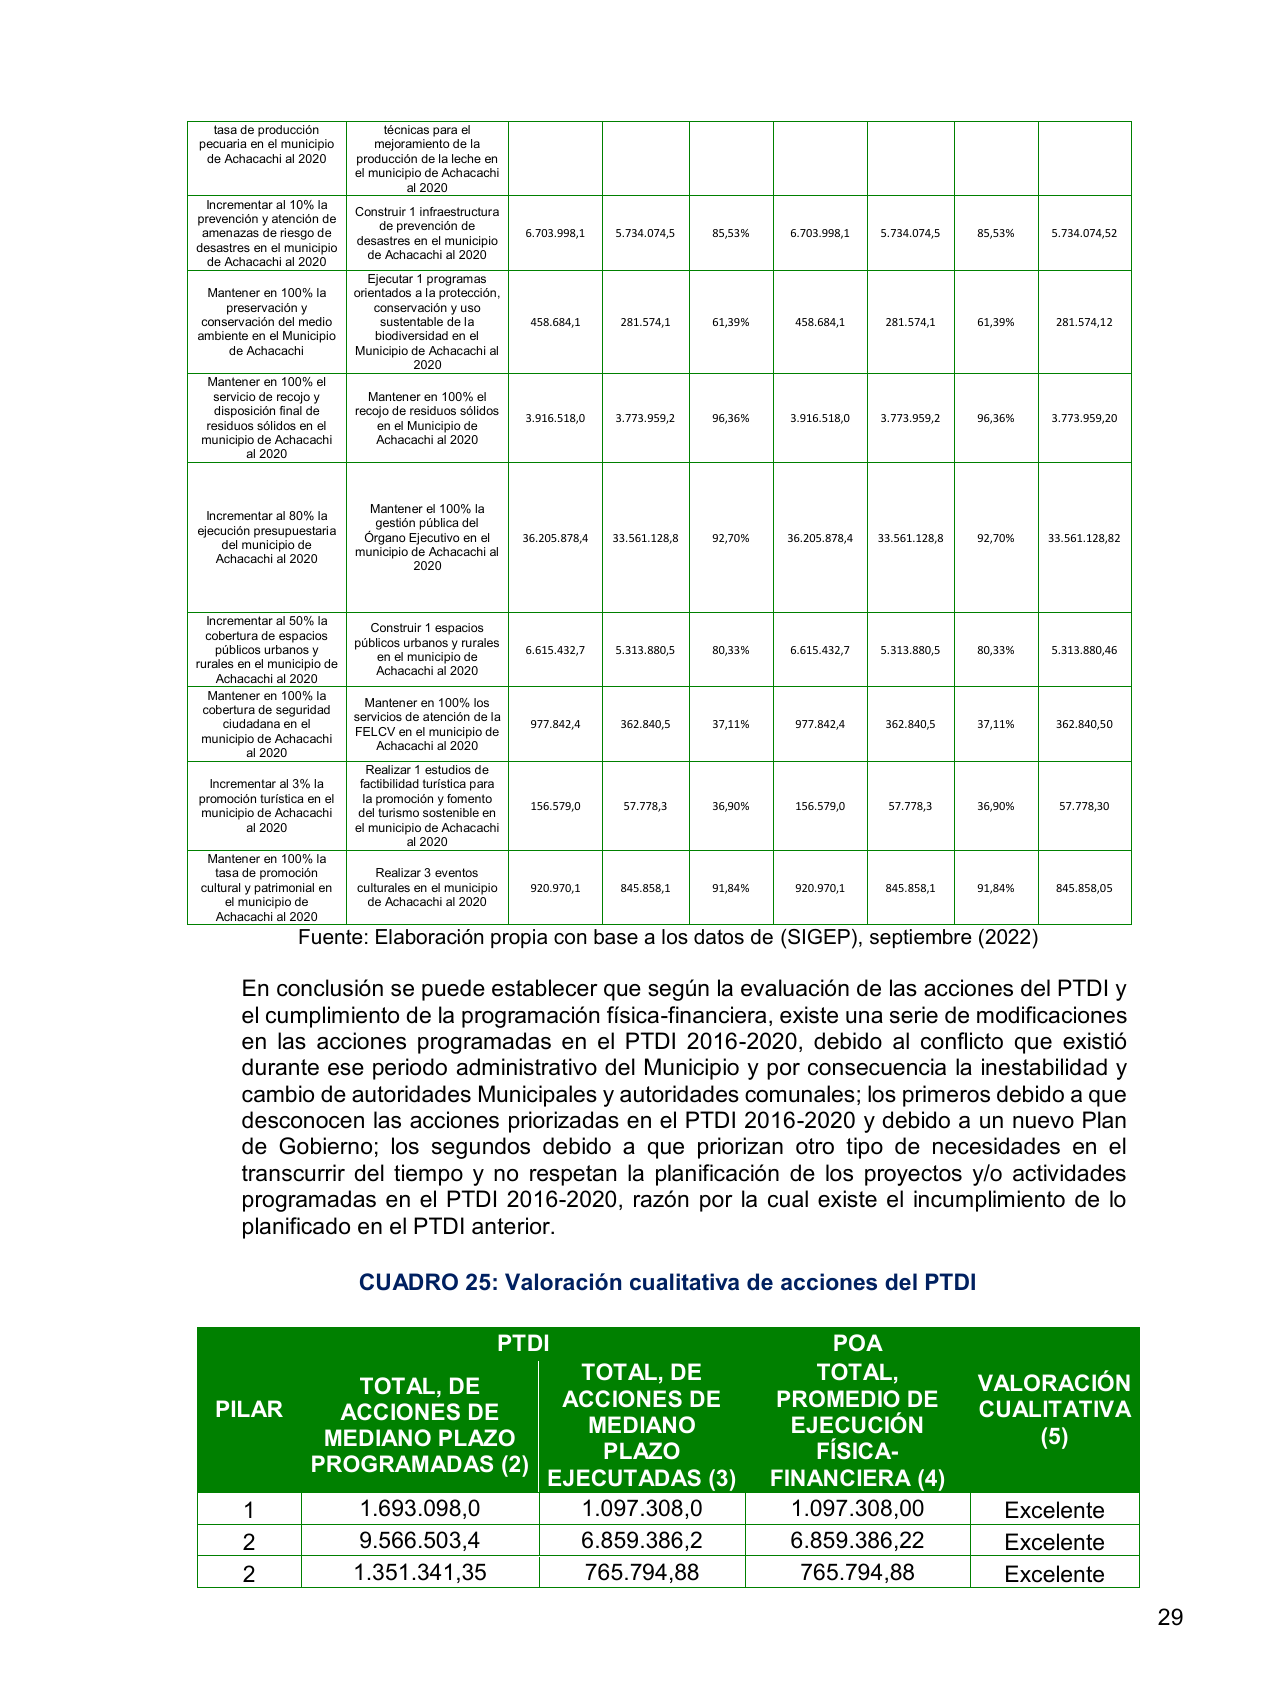 tasa de producción
pecuaria en el municipio
de Achacachi al 2020
técnicas para el
mejoramiento de la
producción de la leche en
el municipio de Achacachi
al 2020
Incrementar al 10% la
prevención y atención de
amenazas de riesgo de
desastres en el municipio
de Achacachi al 2020
Construir 1 infraestructura
de prevención de
desastres en el municipio
de Achacachi al 2020
6.703.998,1 5.734.074,5 85,53% 6.703.998,1 5.734.074,5 85,53% 5.734.074,52
Mantener en 100% la
preservación y
conservación del medio
ambiente en el Municipio
de Achacachi
Ejecutar 1 programas
orientados a la protección,
conservación y uso
sustentable de la
biodiversidad en el
Municipio de Achacachi al
2020
458.684,1 281.574,1 61,39% 458.684,1 281.574,1 61,39% 281.574,12
Mantener en 100% el
servicio de recojo y
disposición final de
residuos sólidos en el
municipio de Achacachi
al 2020
Mantener en 100% el
recojo de residuos sólidos
en el Municipio de
Achacachi al 2020
3.916.518,0 3.773.959,2 96,36% 3.916.518,0 3.773.959,2 96,36% 3.773.959,20
Incrementar al 80% la
ejecución presupuestaria
del municipio de
Achacachi al 2020
Mantener el 100% la
gestión pública del
Órgano Ejecutivo en el
municipio de Achacachi al
2020
36.205.878,4 33.561.128,8 92,70% 36.205.878,4 33.561.128,8 92,70% 33.561.128,82
Incrementar al 50% la
cobertura de espacios
públicos urbanos y
rurales en el municipio de
Achacachi al 2020
Construir 1 espacios
públicos urbanos y rurales
en el municipio de
Achacachi al 2020
6.615.432,7 5.313.880,5 80,33% 6.615.432,7 5.313.880,5 80,33% 5.313.880,46
Mantener en 100% la
cobertura de seguridad
ciudadana en el
municipio de Achacachi
al 2020
Mantener en 100% los
servicios de atención de la
FELCV en el municipio de
Achacachi al 2020
977.842,4 362.840,5 37,11% 977.842,4 362.840,5 37,11% 362.840,50
Incrementar al 3% la
promoción turística en el
municipio de Achacachi
al 2020
Realizar 1 estudios de
factibilidad turística para
la promoción y fomento
del turismo sostenible en
el municipio de Achacachi
al 2020
156.579,0 57.778,3 36,90% 156.579,0 57.778,3 36,90% 57.778,30
Mantener en 100% la
tasa de promoción
cultural y patrimonial en
el municipio de
Achacachi al 2020
Realizar 3 eventos
culturales en el municipio
de Achacachi al 2020
920.970,1 845.858,1 91,84% 920.970,1 845.858,1 91,84% 845.858,05
Fuente: Elaboración propia con base a los datos de (SIGEP), septiembre (2022)
En conclusión se puede establecer que según la evaluación de las acciones del PTDI y
el cumplimiento de la programación física-financiera, existe una serie de modificaciones
en las acciones programadas en el PTDI 2016-2020, debido al conflicto que existió
durante ese periodo administrativo del Municipio y por consecuencia la inestabilidad y
cambio de autoridades Municipales y autoridades comunales; los primeros debido a que
desconocen las acciones priorizadas en el PTDI 2016-2020 y debido a un nuevo Plan
de Gobierno; los segundos debido a que priorizan otro tipo de necesidades en el
transcurrir del tiempo y no respetan la planificación de los proyectos y/o actividades
programadas en el PTDI 2016-2020, razón por la cual existe el incumplimiento de lo
planificado en el PTDI anterior.
CUADRO 25: Valoración cualitativa de acciones del PTDI
PTDI POA
PILAR
TOTAL, DE
ACCIONES DE
MEDIANO PLAZO
PROGRAMADAS (2)
TOTAL, DE
ACCIONES DE
MEDIANO
PLAZO
EJECUTADAS (3)
TOTAL,
PROMEDIO DE
EJECUCIÓN
FÍSICA-
FINANCIERA (4)
VALORACIÓN
CUALITATIVA
(5)
1 1.693.098,0 1.097.308,0 1.097.308,00 Excelente
2 9.566.503,4 6.859.386,2 6.859.386,22 Excelente
2 1.351.341,35 765.794,88 765.794,88 Excelente
29